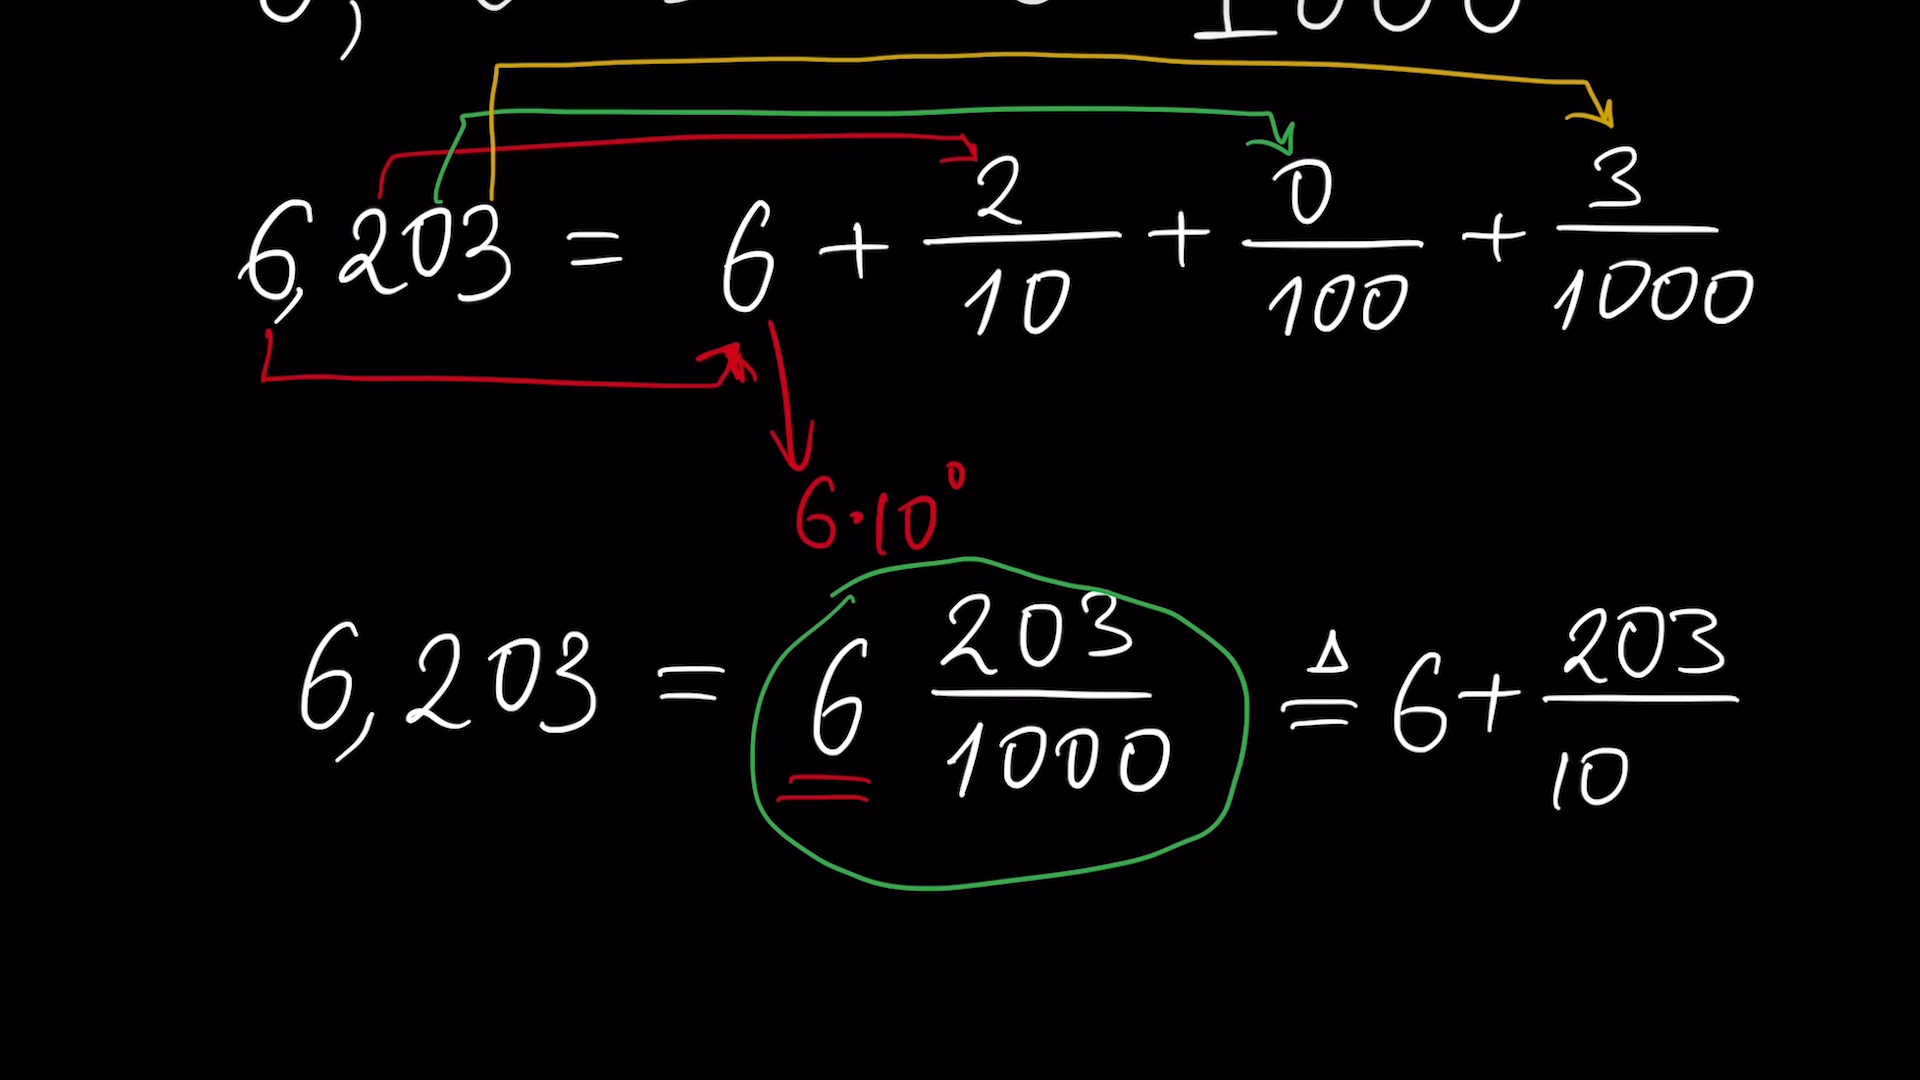 1000
6,203 = 6 + 2/10 + 0/100 + 3/1000
6·10⁰
6,203 = 6 203/1000 ≜ 6 + 203/10